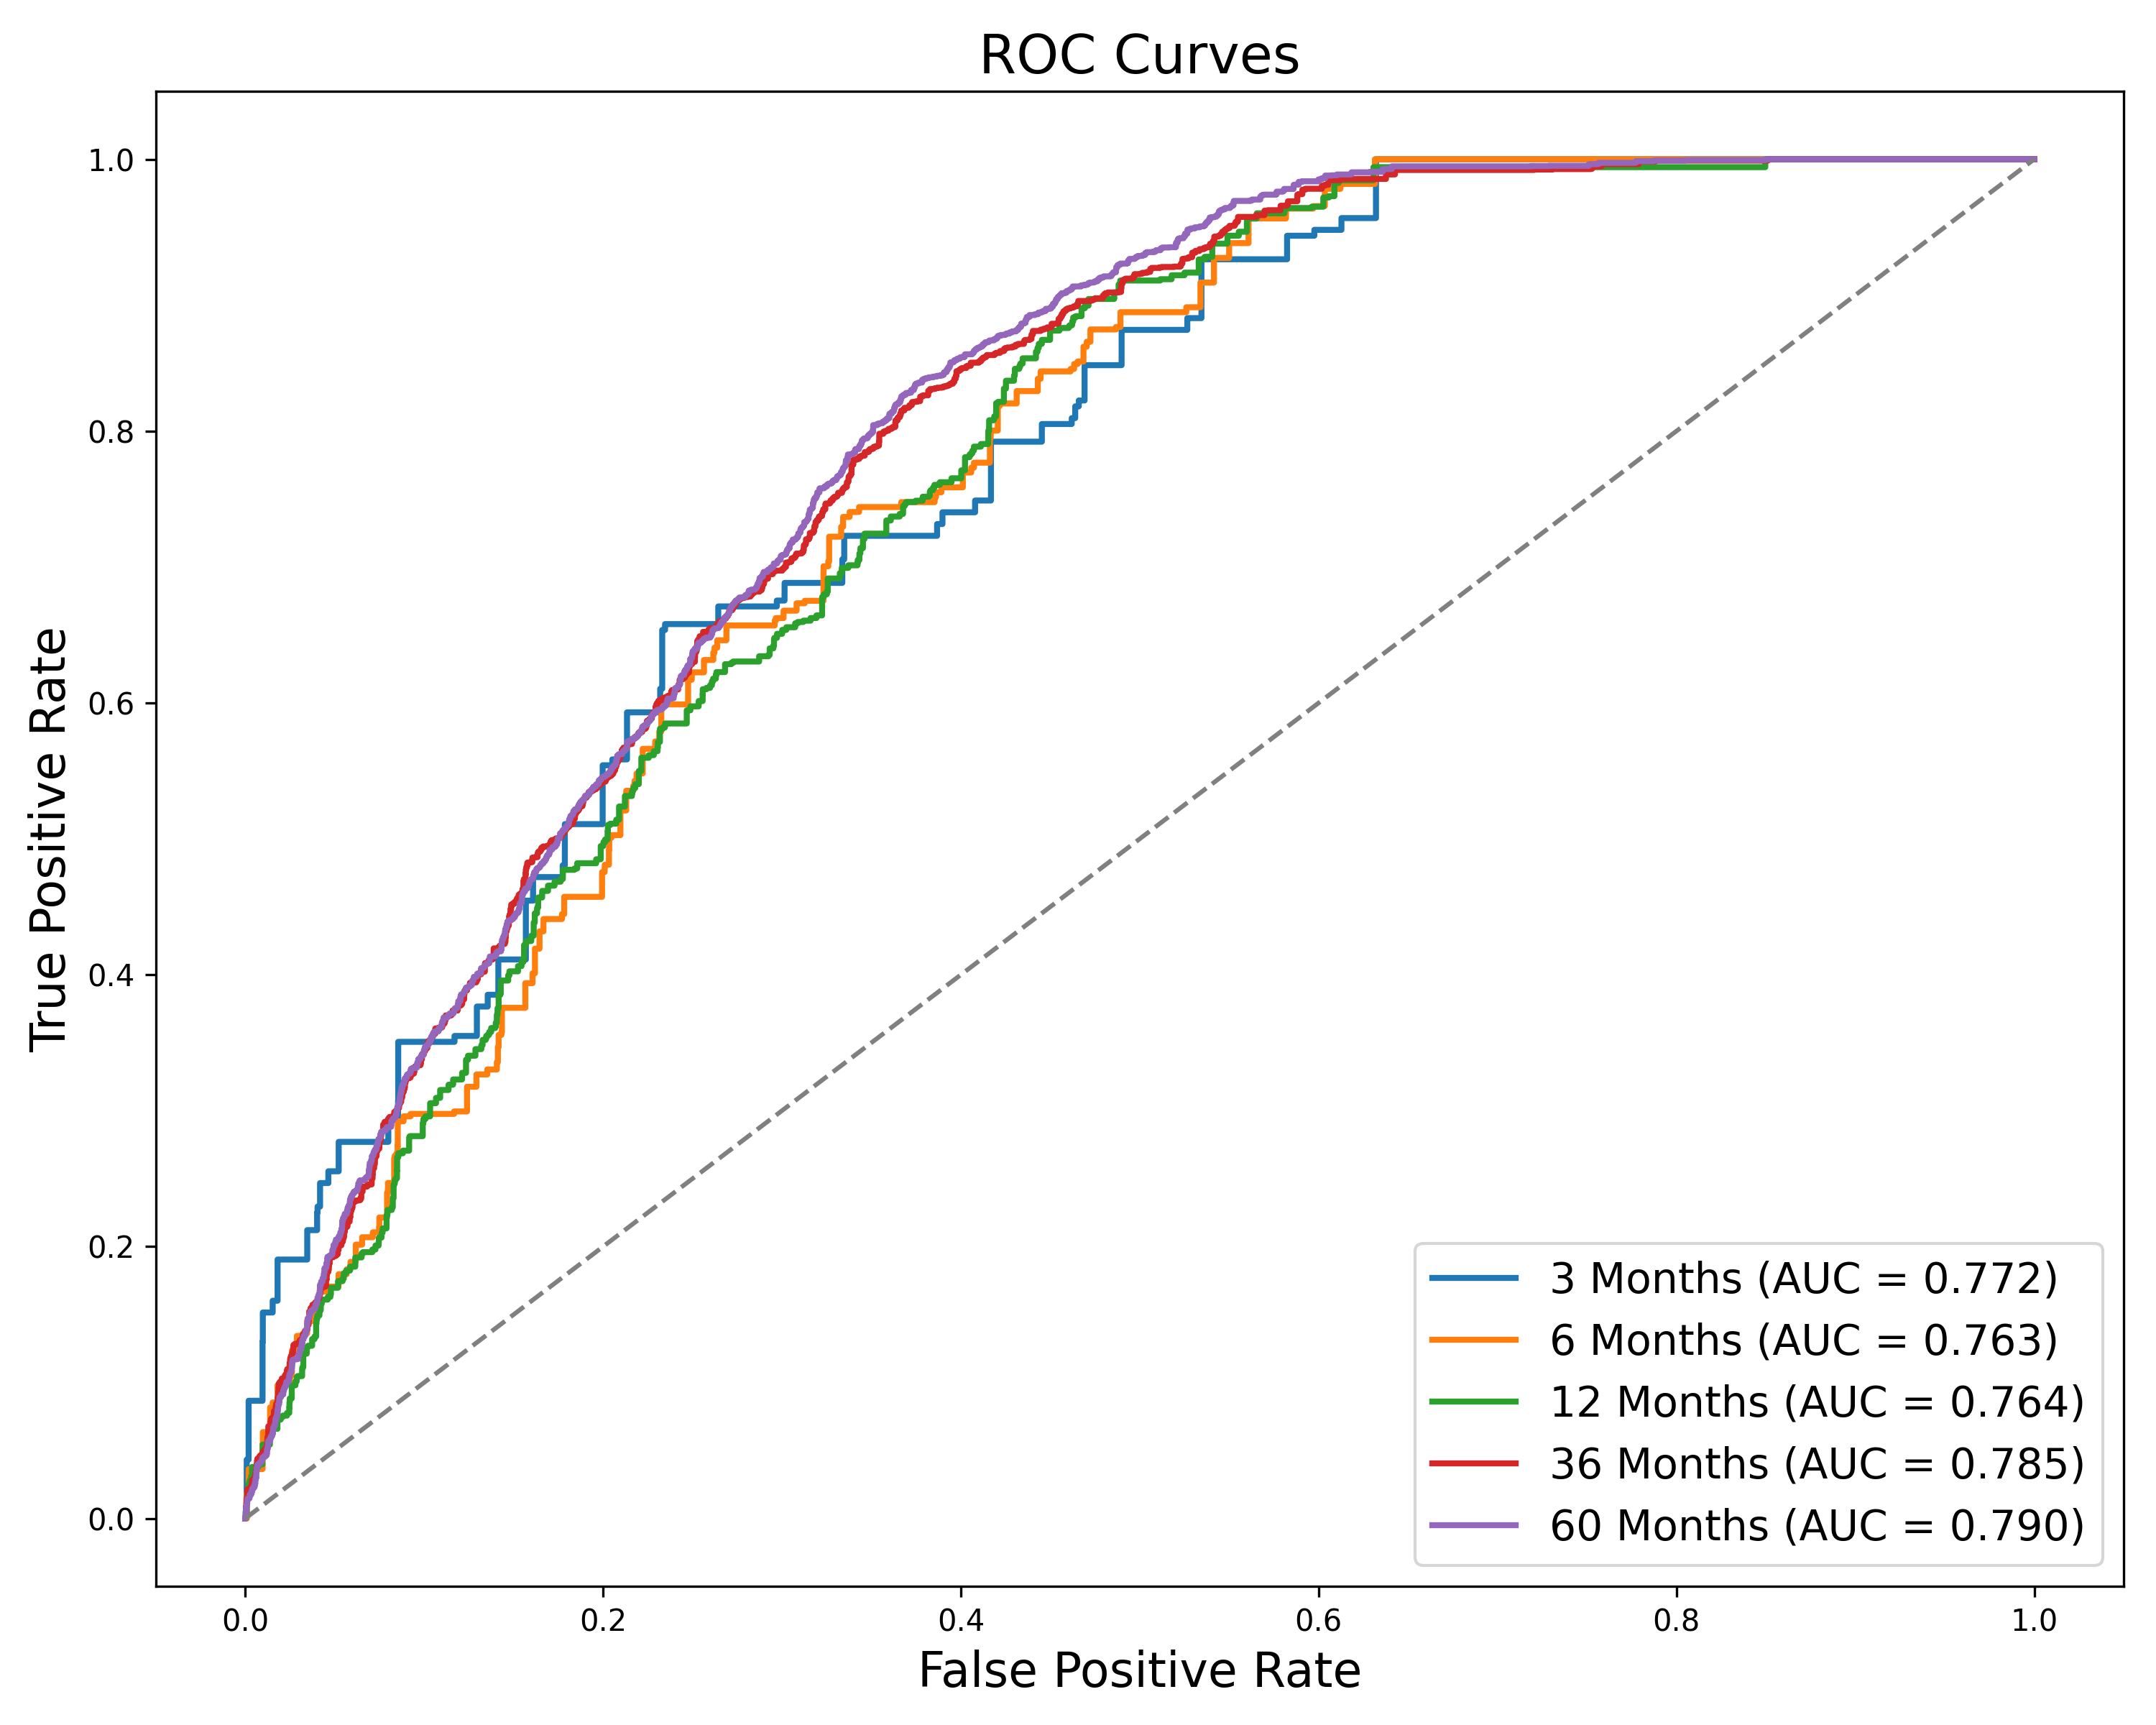 ROC Curves
True Positive Rate
1.0
0.8
0.6
0.4
0.2
0.0
0.0 0.2 0.4 0.6 0.8 1.0
False Positive Rate
3 Months (AUC = 0.772)
6 Months (AUC = 0.763)
12 Months (AUC = 0.764)
36 Months (AUC = 0.785)
60 Months (AUC = 0.790)